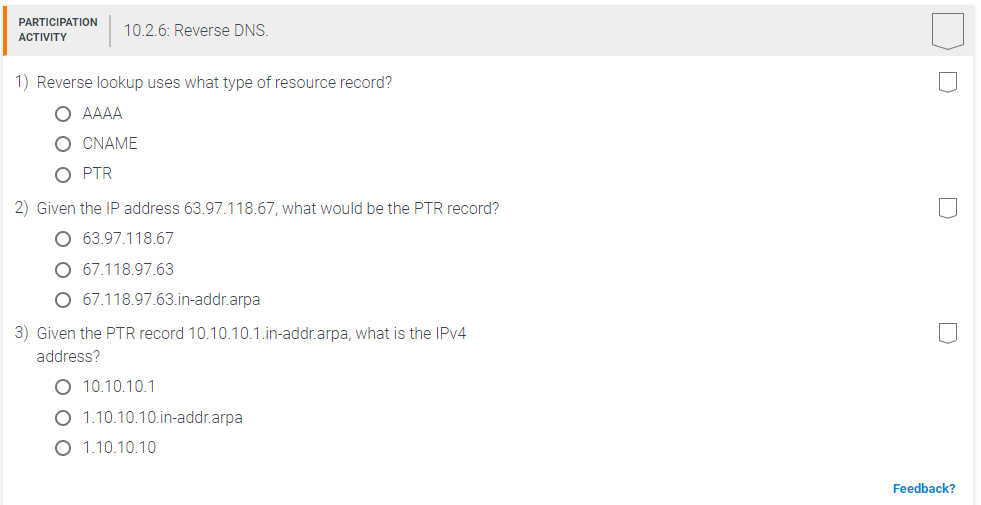 PARTICIPATION
ACTIVITY
10.2.6: Reverse DNS.
1) Reverse lookup uses what type of resource record?
AAAA
CNAME
PTR
2) Given the IP address 63.97.118.67, what would be the PTR record?
63.97.118.67
67.118.97.63
67.118.97.63.in-addr.arpa
3) Given the PTR record 10.10.10.1.in-addr.arpa, what is the IPv4
address?
10.10.10.1
1.10.10.10.in-addr.arpa
1.10.10.10
Feedback?